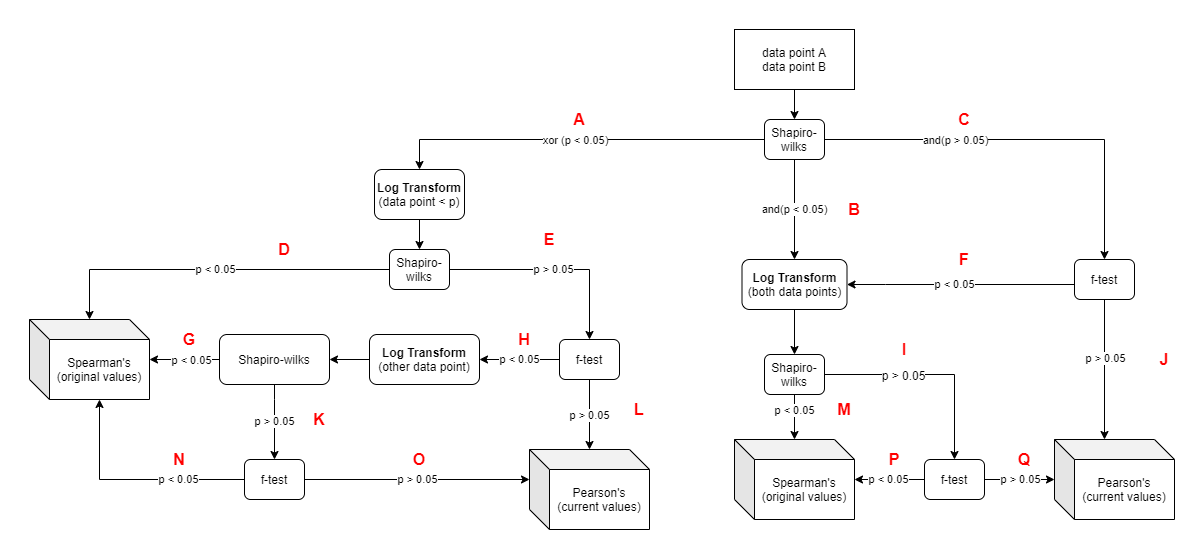 data point A
data point B
A
C
Shapiro-
wilks
xor (p < 0.05)
and(p > 0.05)
Log Transform
(data point < p)
and(p < 0.05)
B
D
E
Shapiro-
wilks
p < 0.05
p > 0.05
F
Log Transform
(both data points)
p < 0.05
f-test
G
H
I
J
Spearman's
(original values)
p < 0.05
Shapiro-wilks
Log Transform
(other data point)
p < 0.05
f-test
Shapiro-
wilks
p > 0.05
p > 0.05
K
p > 0.05
L
p > 0.05
p < 0.05
M
N
O
P
Q
p < 0.05
f-test
p > 0.05
Pearson's
(current values)
Spearman's
(original values)
p < 0.05
f-test
p > 0.05
Pearson's
(current values)